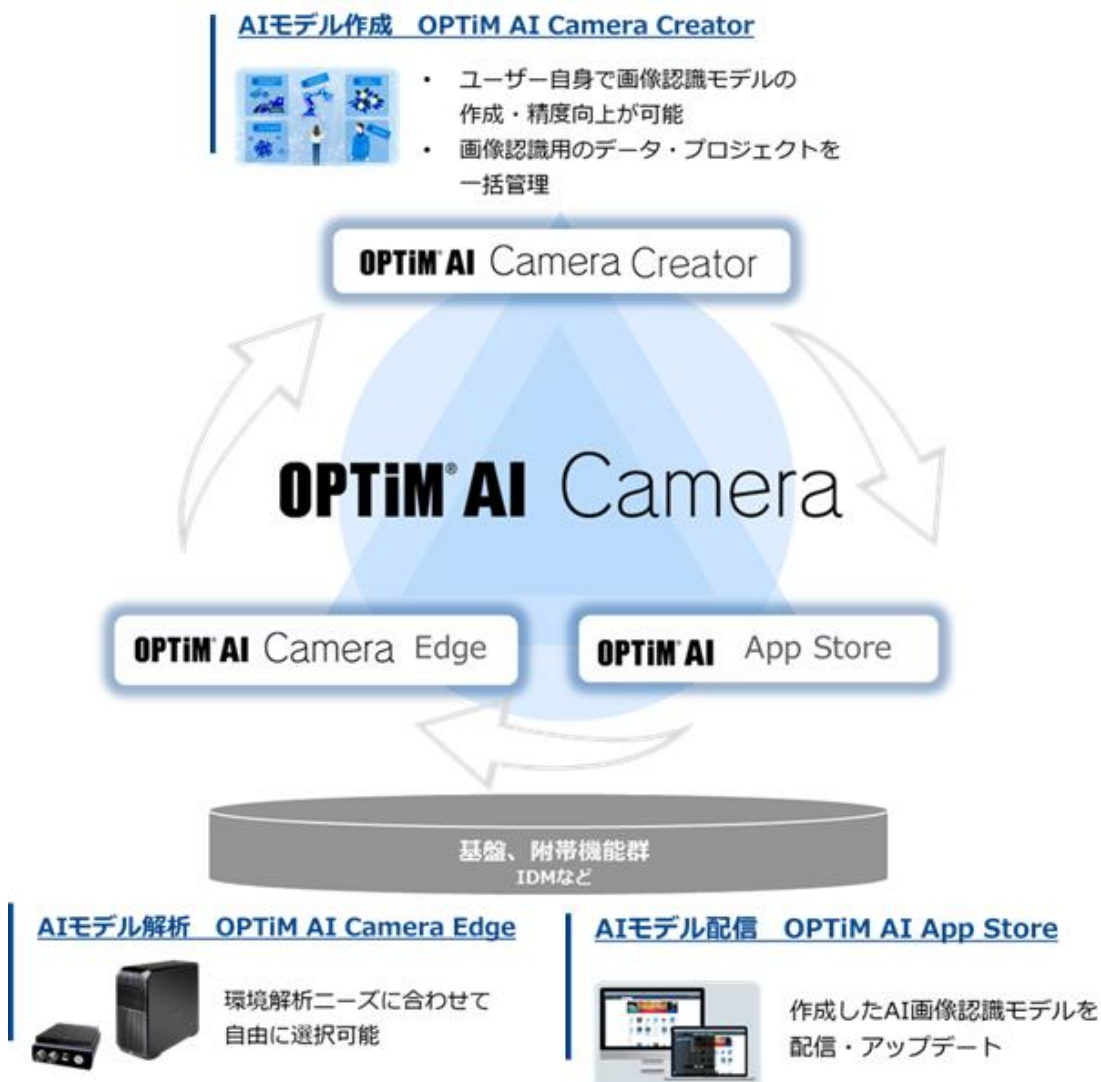 AIモデル作成　OPTiM AI Camera Creator
• ユーザー自身で画像認識モデルの
作成・精度向上が可能
• 画像認識用のデータ・プロジェクトを
一括管理
OPTiM® AI Camera Creator
OPTiM® AI Camera
OPTiM® AI Camera Edge
OPTiM® AI App Store
基盤、附帯機能群
IDMなど
AIモデル解析　OPTiM AI Camera Edge
環境解析ニーズに合わせて
自由に選択可能
AIモデル配信　OPTiM AI App Store
作成したAI画像認識モデルを
配信・アップデート